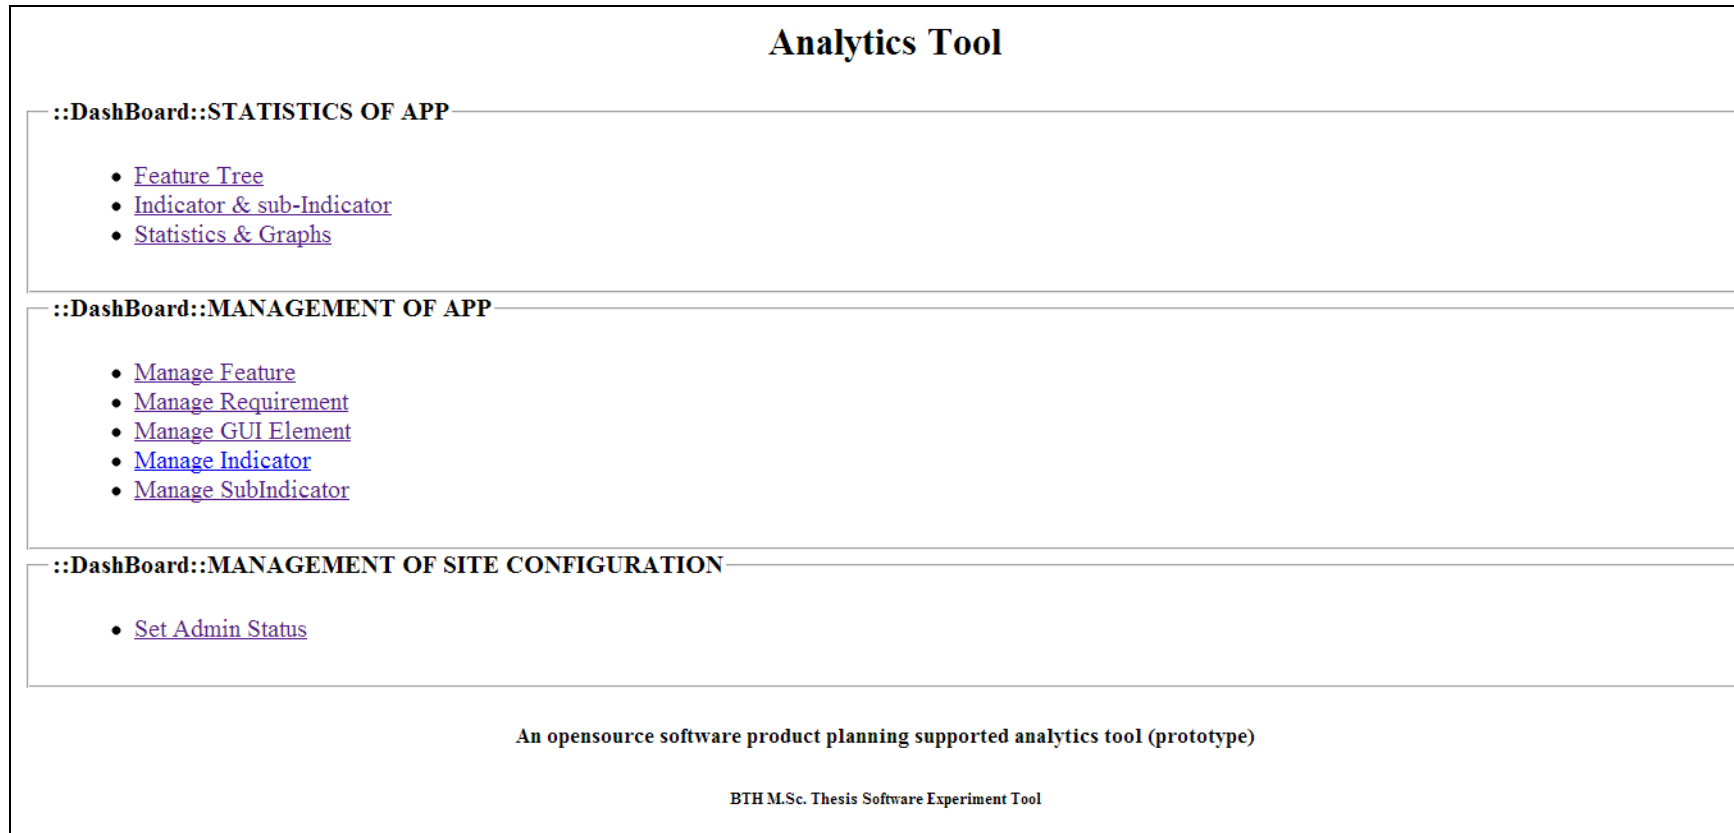 Analytics Tool
::DashBoard::STATISTICS OF APP
Feature Tree
Indicator & sub-Indicator
Statistics & Graphs
::DashBoard::MANAGEMENT OF APP
Manage Feature
Manage Requirement
Manage GUI Element
Manage Indicator
Manage SubIndicator
::DashBoard::MANAGEMENT OF SITE CONFIGURATION
Set Admin Status
An opensource software product planning supported analytics tool (prototype)
BTH M.Sc. Thesis Software Experiment Tool